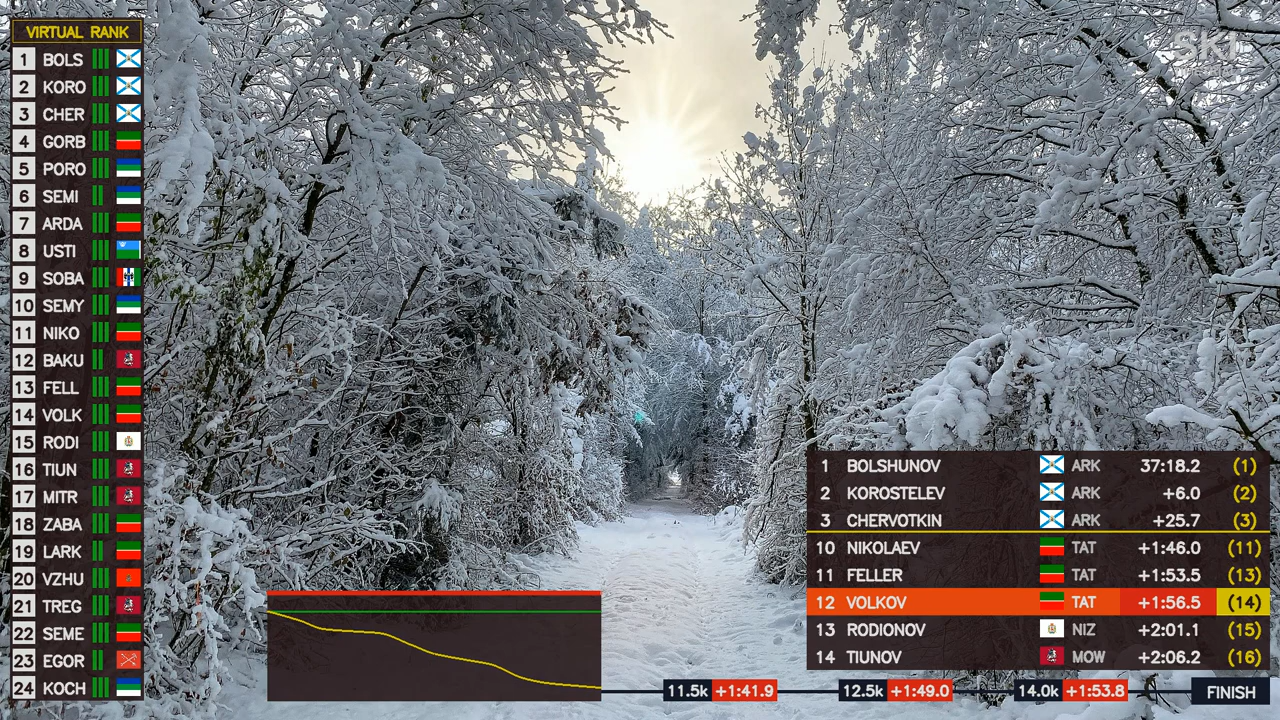 VIRTUAL RANK
1 BOLS
2 KORO
3 CHER
4 GORB
5 PORO
6 SEMI
7 ARDA
8 USTI
9 SOBA
10 SEMY
11 NIKO
12 BAKU
13 FELL
14 VOLK
15 RODI
16 TIUN
17 MITR
18 ZABA
19 LARK
20 VZHU
21 TREG
22 SEME
23 EGOR
24 KOCH
SKI
1 BOLSHUNOV ARK 37:18.2 (1)
2 KOROSTELEV ARK +6.0 (2)
3 CHERVOTKIN ARK +25.7 (3)
10 NIKOLAEV TAT +1:46.0 (11)
11 FELLER TAT +1:53.5 (13)
12 VOLKOV TAT +1:56.5 (14)
13 RODIONOV NIZ +2:01.1 (15)
14 TIUNOV MOW +2:06.2 (16)
11.5k +1:41.9 12.5k +1:49.0 14.0k +1:53.8 FINISH